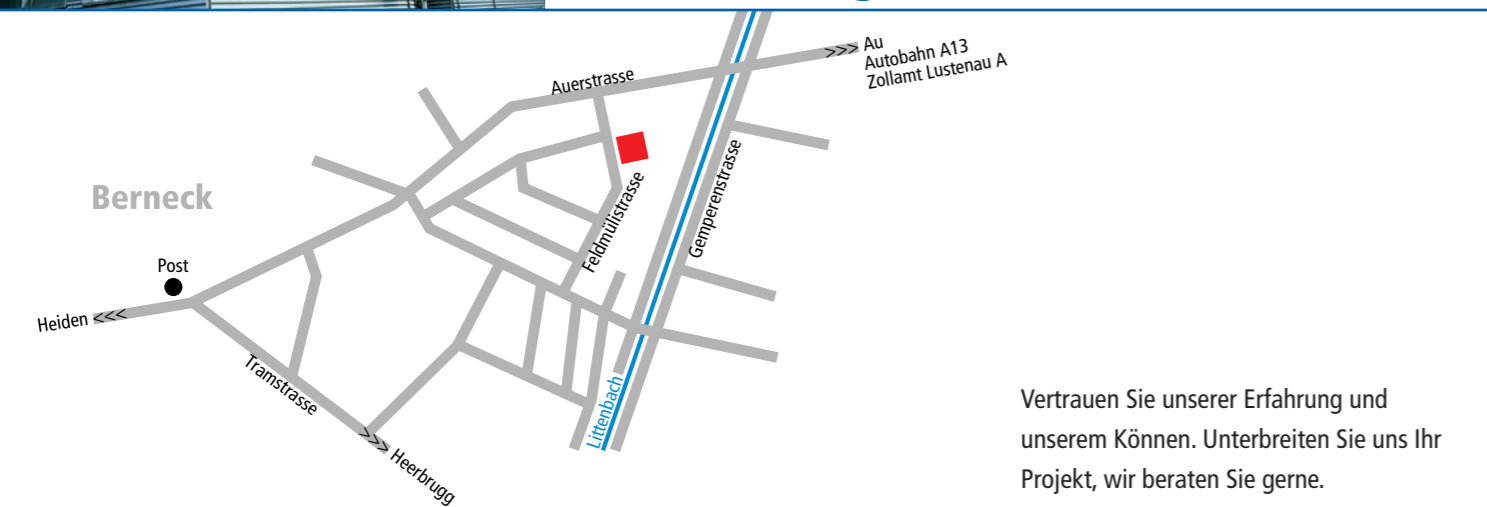 Au
Autobahn A13
Zollamt Lustenau A
>>>
Auerstrasse
Gemperenstrasse
Berneck
Feldmülistrasse
Post
Heiden <<<
Tramstrasse
Littenbach
>>> Heerbrugg
Vertrauen Sie unserer Erfahrung und
unserem Können. Unterbreiten Sie uns Ihr
Projekt, wir beraten Sie gerne.